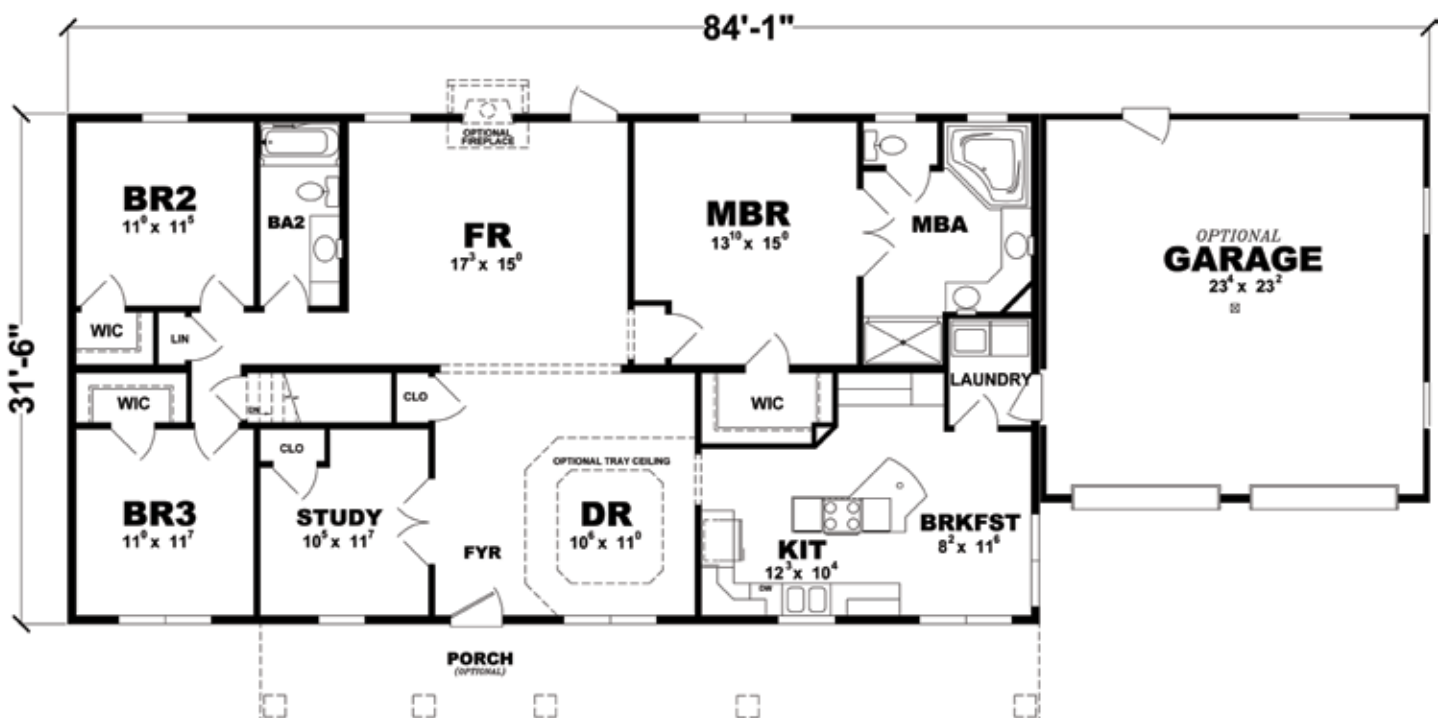 84'-1"
31'-6"
OPTIONAL
FIREPLACE
BR2
11⁰ x 11⁵
BA2
FR
17³ x 15⁰
MBR
13¹⁰ x 15⁰
MBA
OPTIONAL
GARAGE
23⁴ x 23²
WIC
LIN
WIC
DN
CLO
WIC
LAUNDRY
CLO
OPTIONAL TRAY CEILING
BR3
11⁰ x 11⁷
STUDY
10⁵ x 11⁷
FYR
DR
10⁶ x 11⁰
KIT
12³ x 10⁴
BRKFST
8² x 11⁶
DW
PORCH
(OPTIONAL)